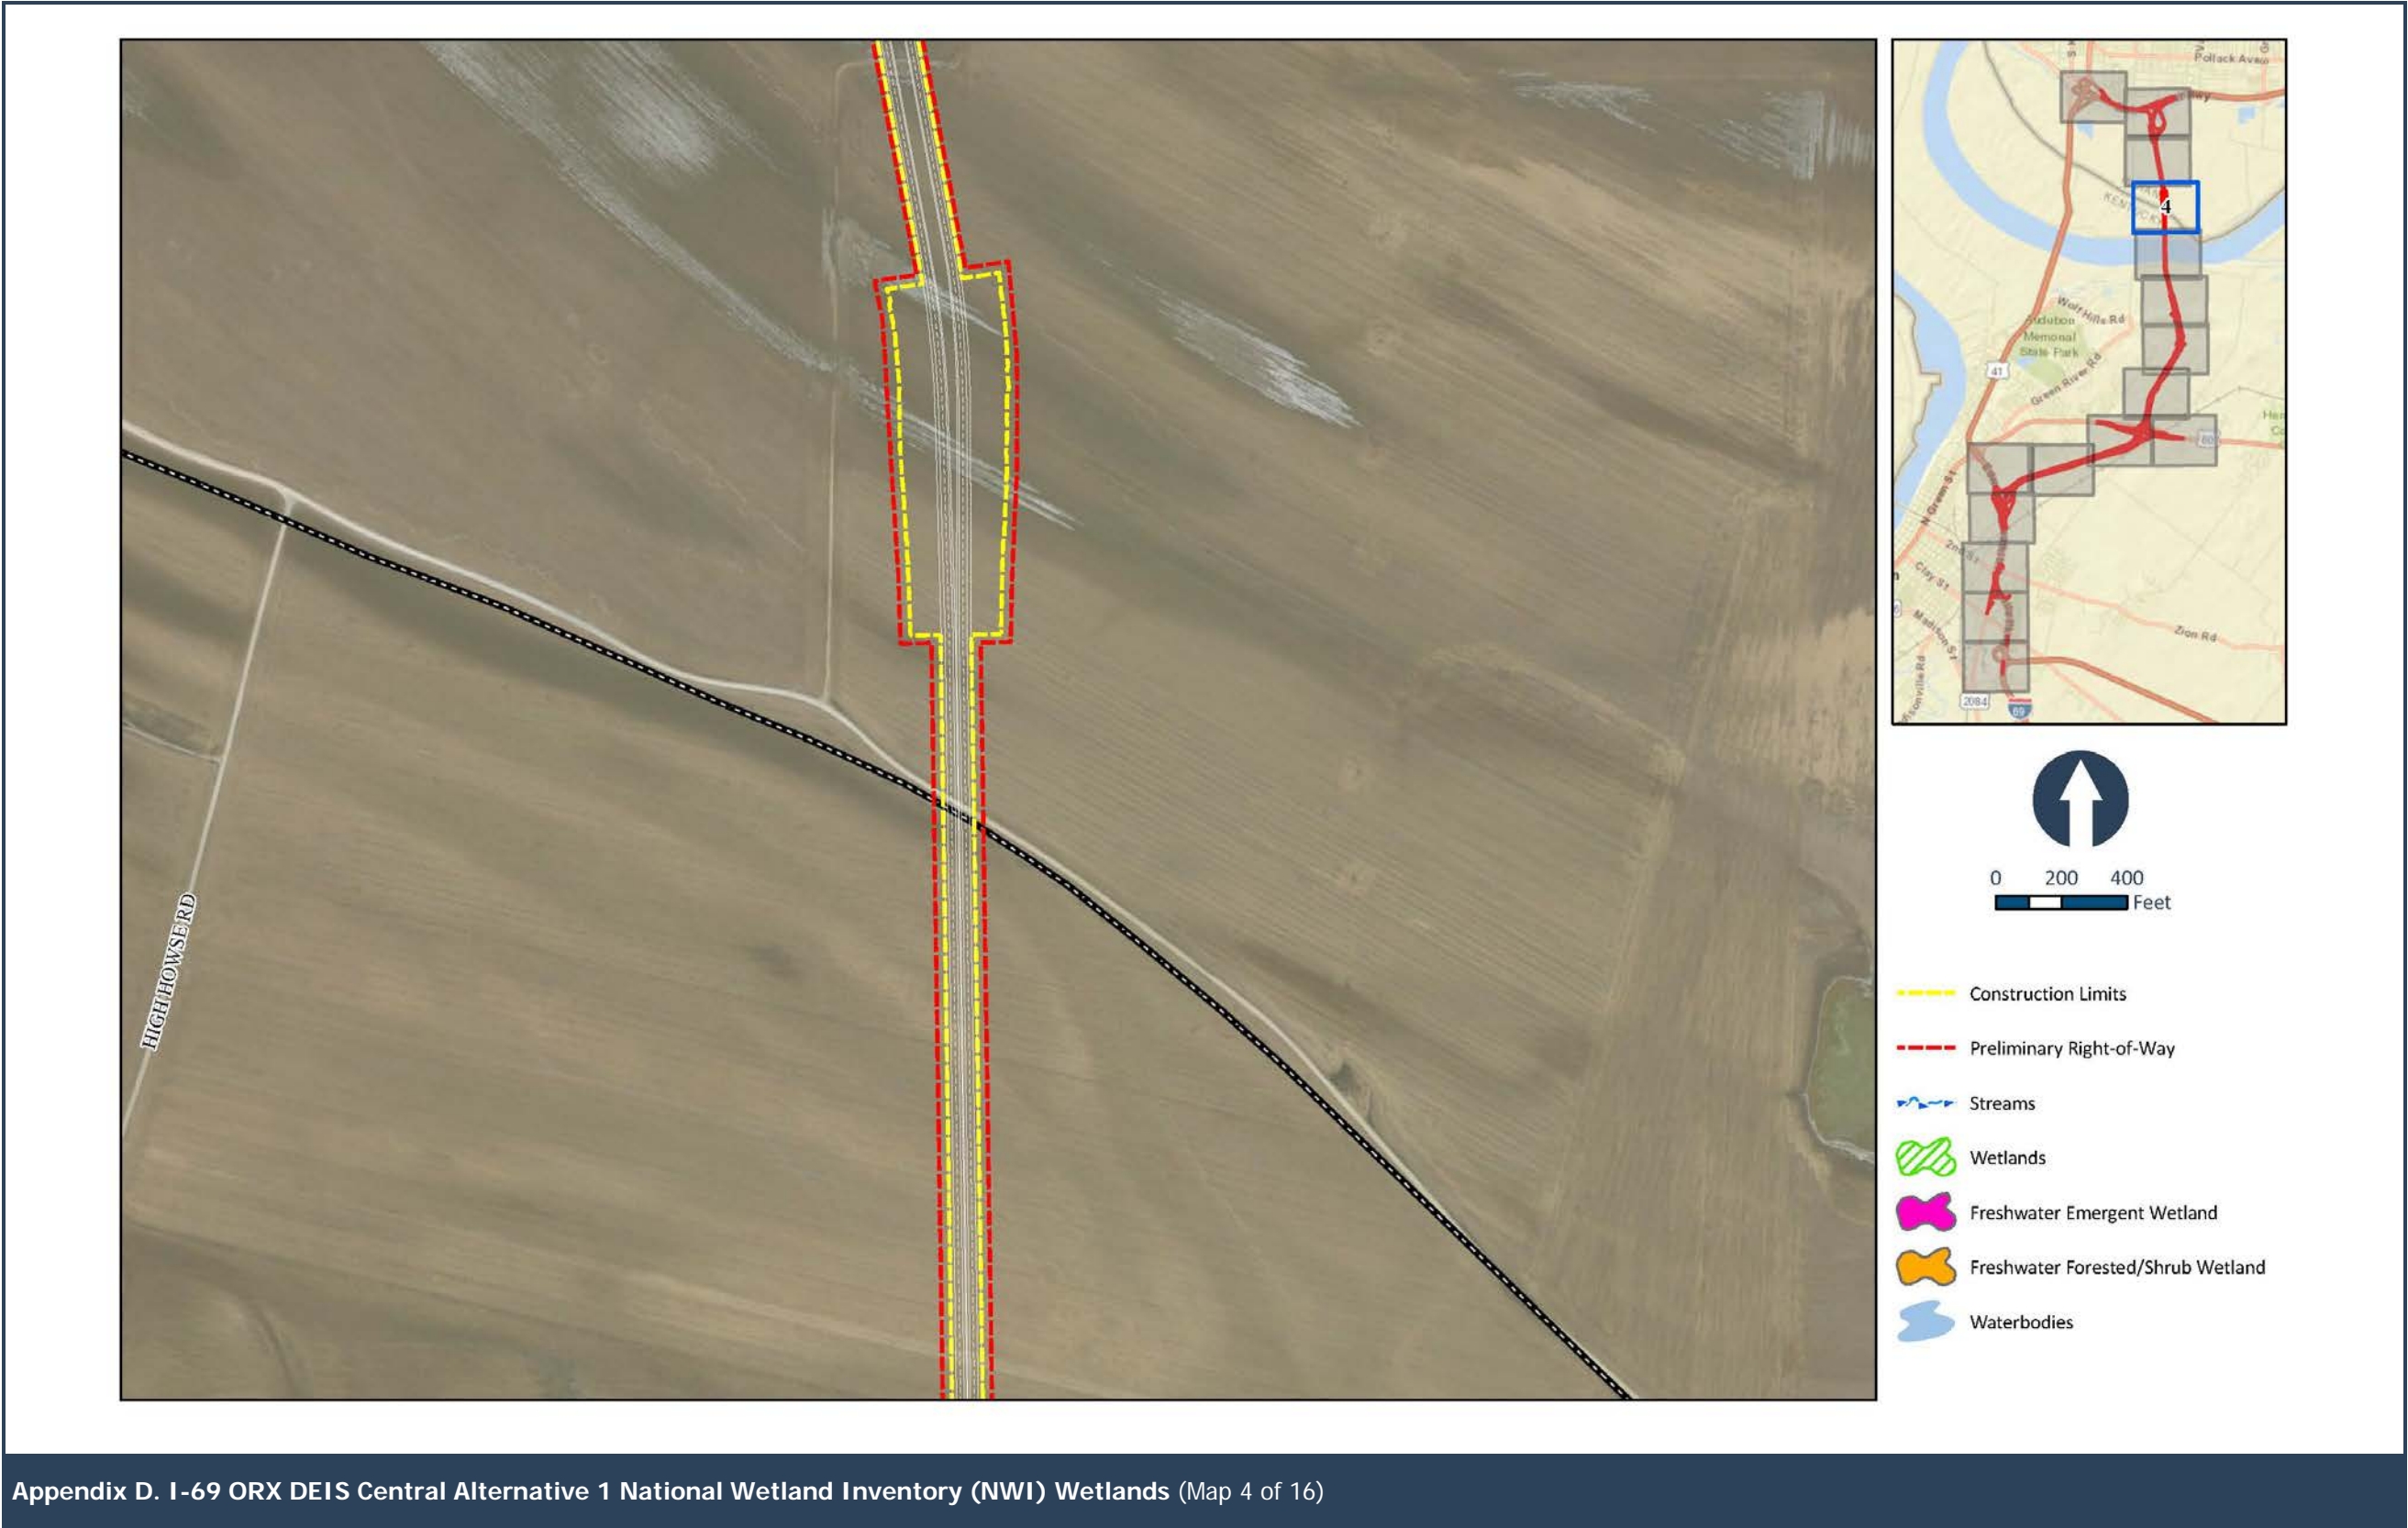 HIGH HOWSE RD
Pollack Ave
KENTUCKY
4
Wolf Hills Rd
Audubon
Memorial
State Park
41
Green River Rd
60
N Green St
2nd St
Clay St
Madison St
Zion Rd
2084
69
0 200 400
Feet
Construction Limits
Preliminary Right-of-Way
Streams
Wetlands
Freshwater Emergent Wetland
Freshwater Forested/Shrub Wetland
Waterbodies
Appendix D. I-69 ORX DEIS Central Alternative 1 National Wetland Inventory (NWI) Wetlands (Map 4 of 16)